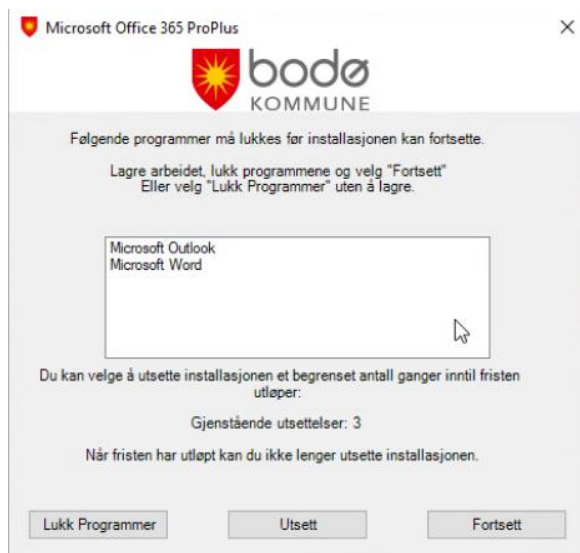 Microsoft Office 365 ProPlus
bodø
KOMMUNE
Følgende programmer må lukkes før installasjonen kan fortsette.
Lagre arbeidet, lukk programmene og velg "Fortsett"
Eller velg "Lukk Programmer" uten å lagre.
Microsoft Outlook
Microsoft Word
Du kan velge å utsette installasjonen et begrenset antall ganger inntil fristen
utløper:
Gjenstående utsettelser: 3
Når fristen har utløpt kan du ikke lenger utsette installasjonen.
Lukk Programmer
Utsett
Fortsett